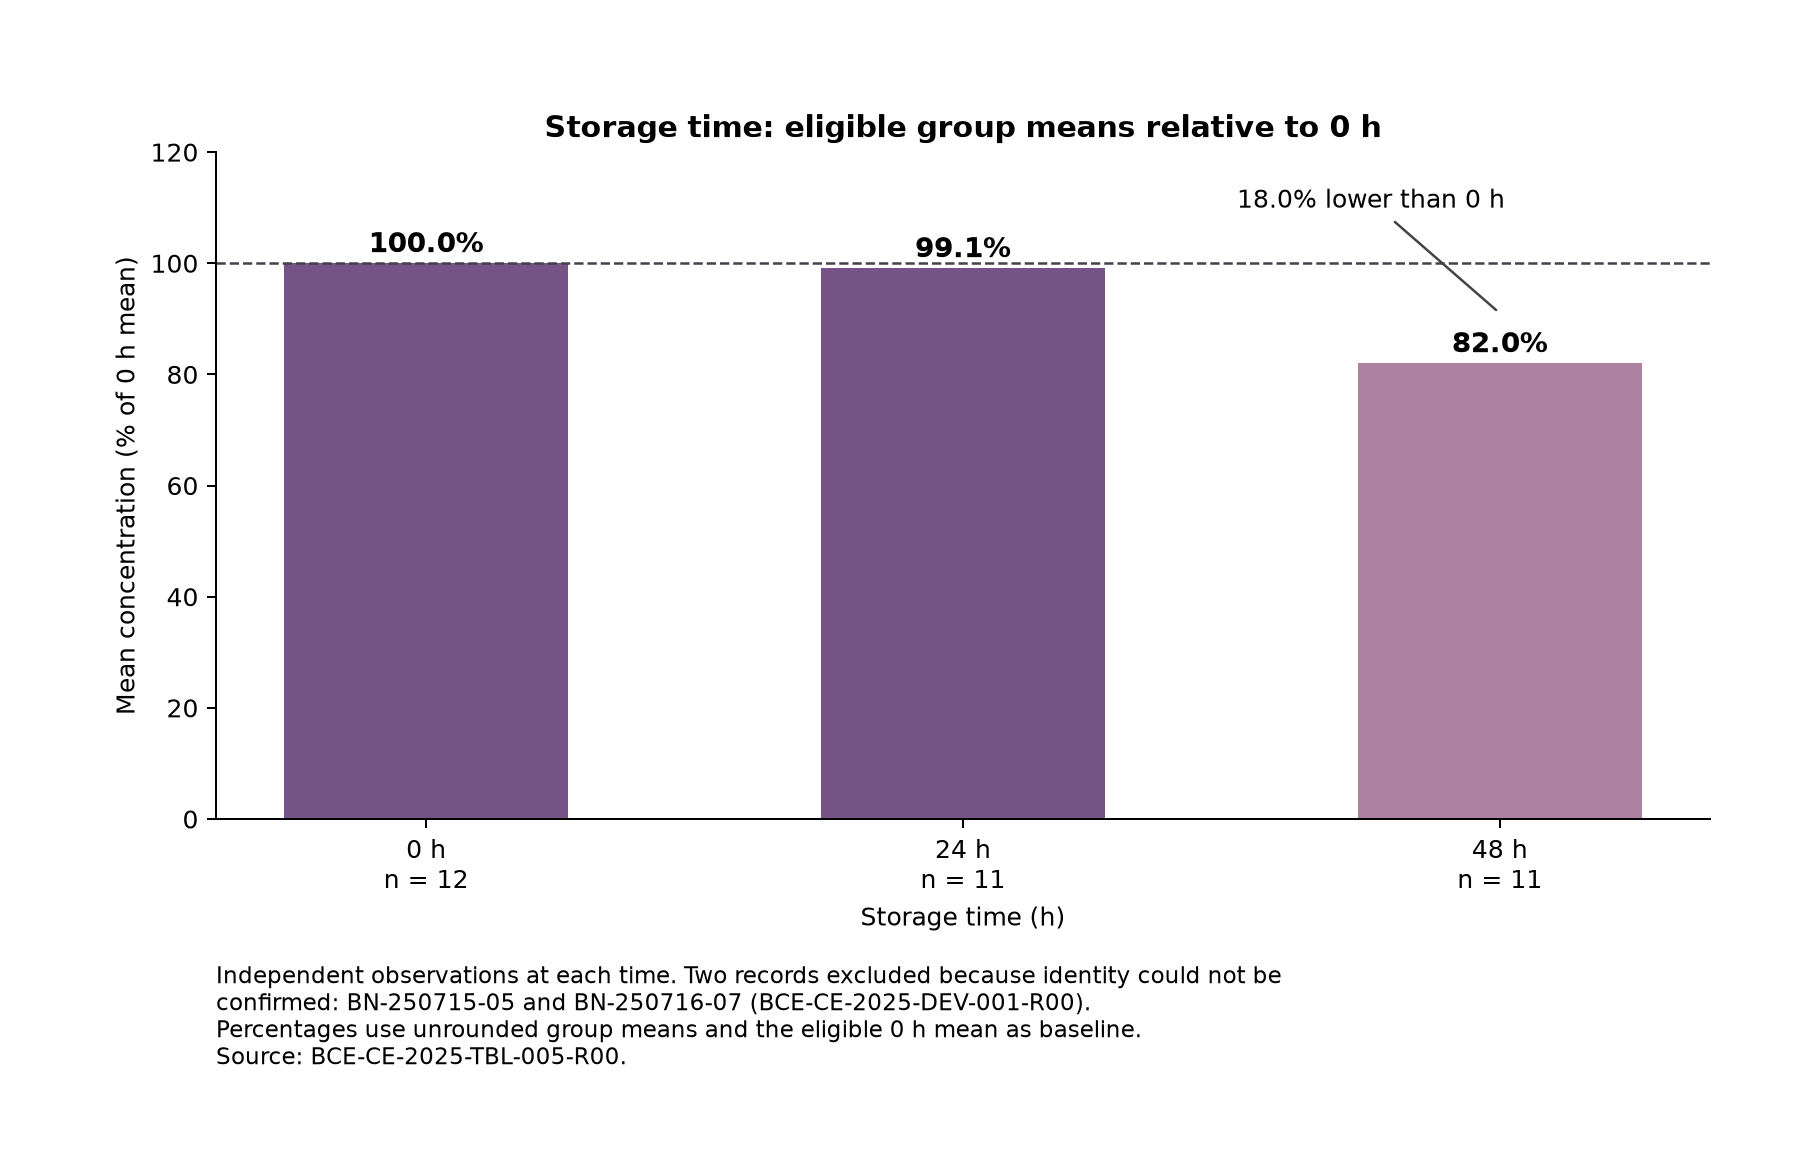 Storage time: eligible group means relative to 0 h
120
100
80
60
40
20
0
Mean concentration (% of 0 h mean)
100.0%
99.1%
18.0% lower than 0 h
82.0%
0 h
n = 12
24 h
n = 11
48 h
n = 11
Storage time (h)
Independent observations at each time. Two records excluded because identity could not be
confirmed: BN-250715-05 and BN-250716-07 (BCE-CE-2025-DEV-001-R00).
Percentages use unrounded group means and the eligible 0 h mean as baseline.
Source: BCE-CE-2025-TBL-005-R00.